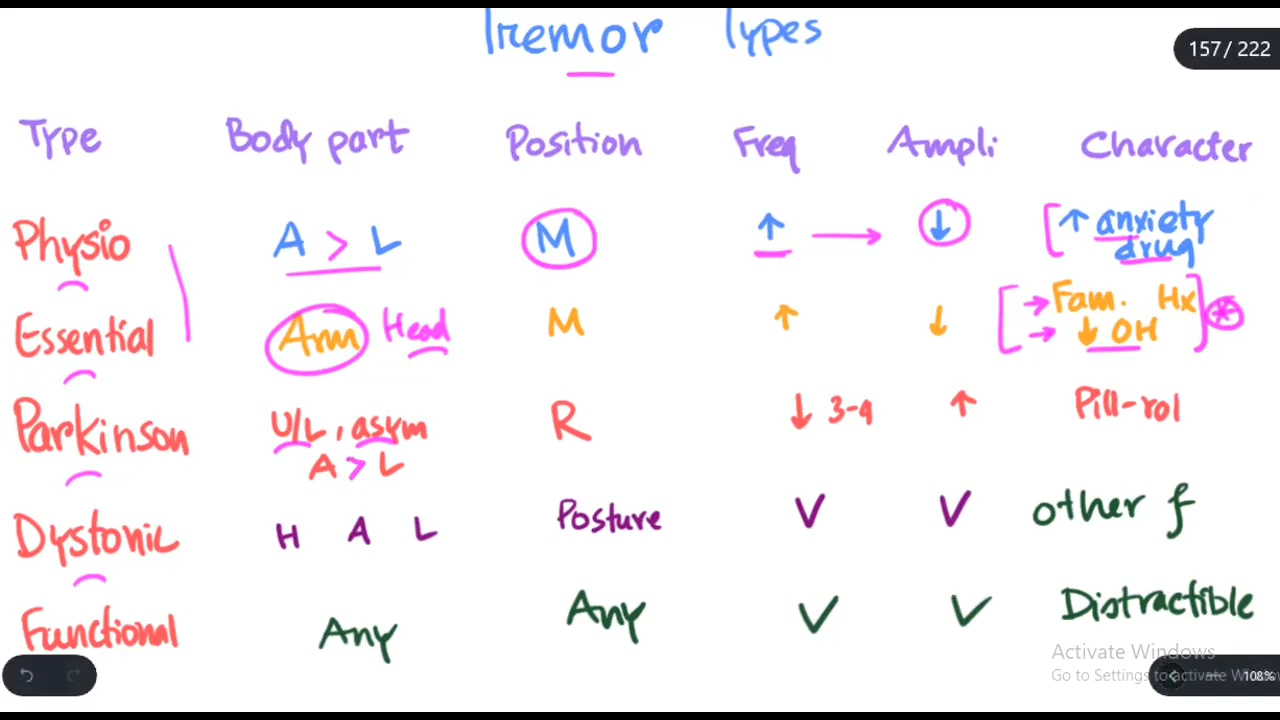 Tremor Types
157 / 222
Type Body part Position Freq Ampli Character
Physio A > L M ↑ → ↓ [ ↑ anxiety
drug
Essential Arm Head M ↑ ↓ [ → Fam. Hx ] *
→ ↓ OH
Parkinson U/L, asym R ↓ 3-4 ↑ Pill-rol
A > L
Dystonic H A L Posture V V other f
Functional Any Any V V Distractible
Activate Windows
Go to Settings to activate Windows
108%